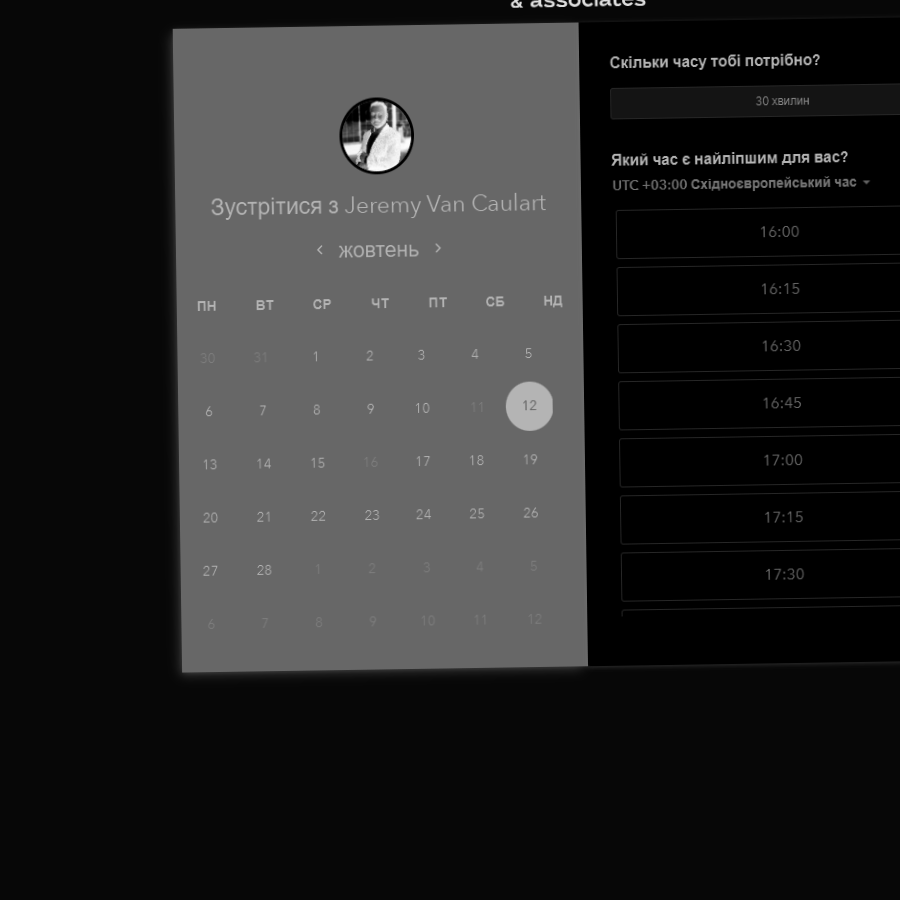 & associates
Зустрітися з Jeremy Van Caulart
жовтень
ПН ВТ СР ЧТ ПТ СБ НД
30 31 1 2 3 4 5
6 7 8 9 10 11 12
13 14 15 16 17 18 19
20 21 22 23 24 25 26
27 28 1 2 3 4 5
6 7 8 9 10 11 12
Скільки часу тобі потрібно?
30 хвилин
Який час є найліпшим для вас?
UTC +03:00 Східноєвропейський час
16:00
16:15
16:30
16:45
17:00
17:15
17:30